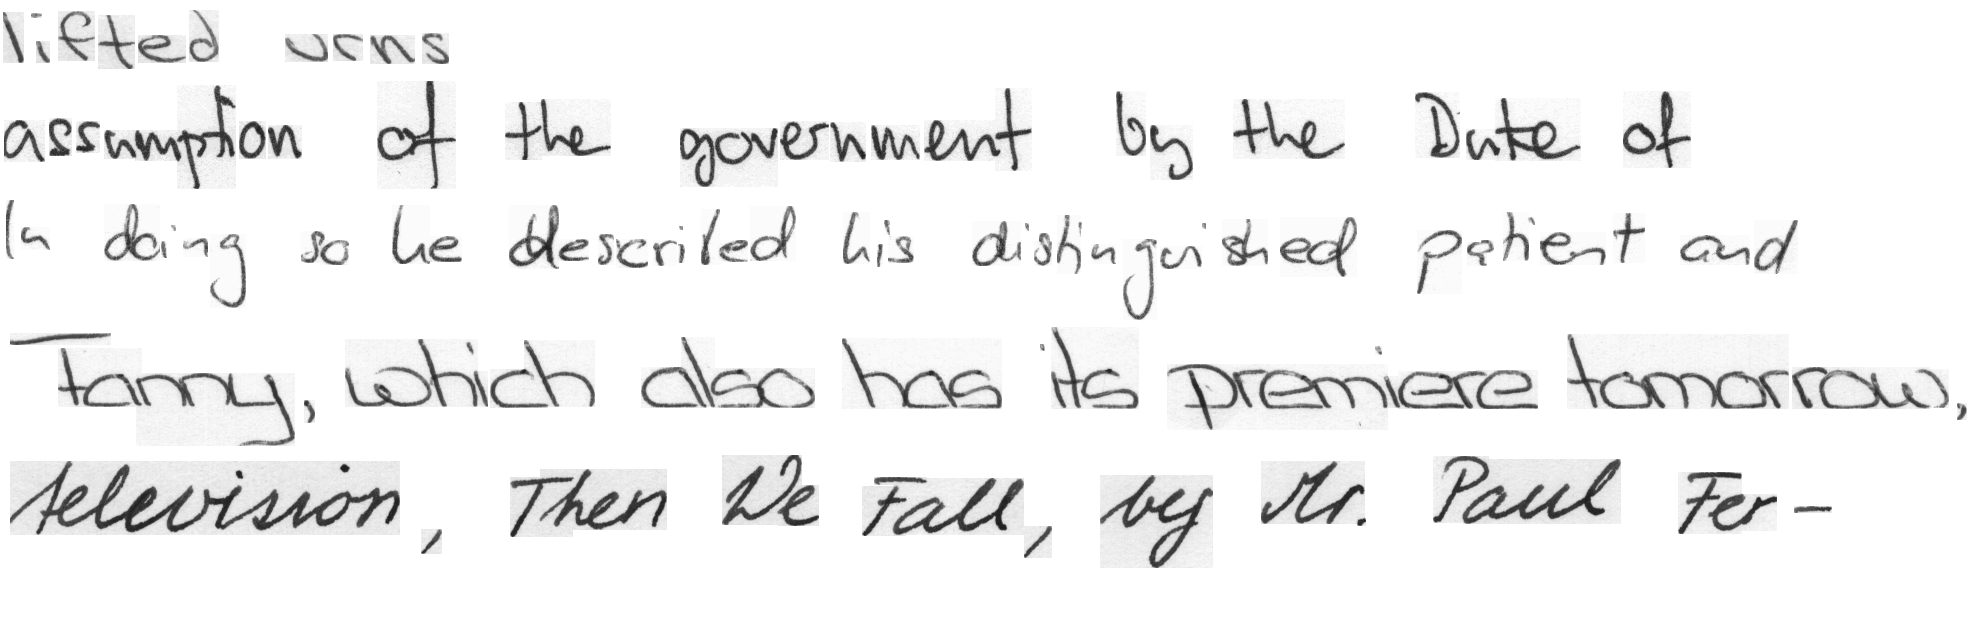 lifted urns
assumption of the government by the Duke of
In doing so he described his distinguished patient and
Fanny, which also has its premiere tomorrow,
television, Then We Fall, by Mr. Paul Fer-